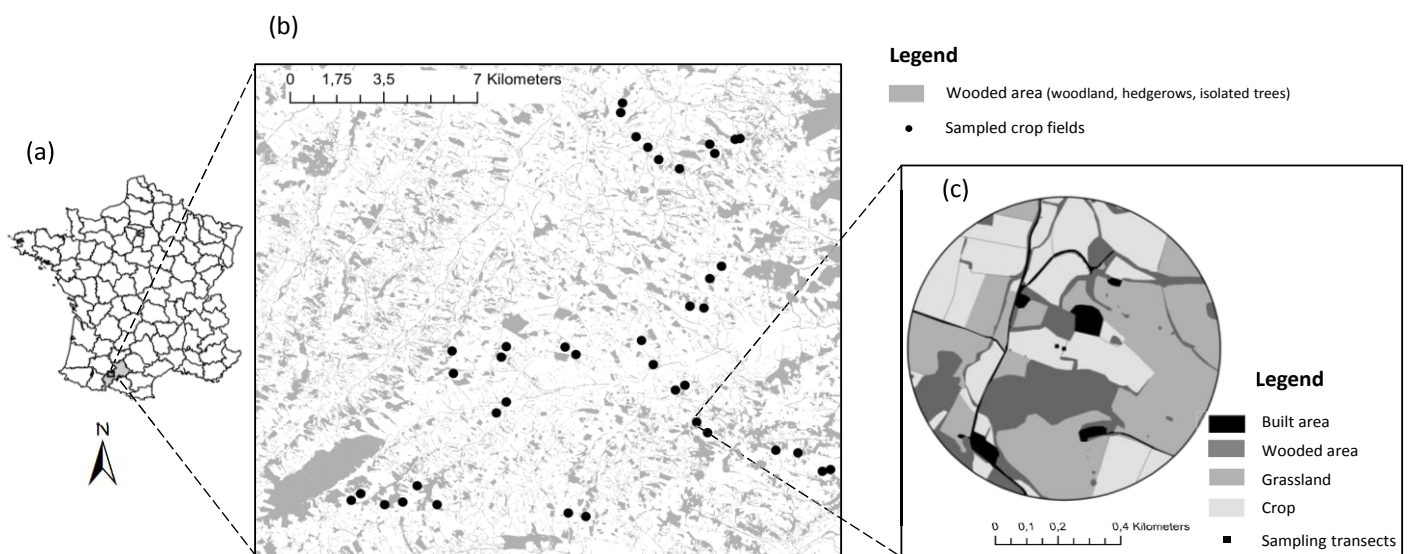 (b)
0 1,75 3,5 7 Kilometers
Legend
Wooded area (woodland, hedgerows, isolated trees)
Sampled crop fields
(a)
N
(c)
Legend
Built area
Wooded area
Grassland
Crop
Sampling transects
0 0,1 0,2 0,4 Kilometers